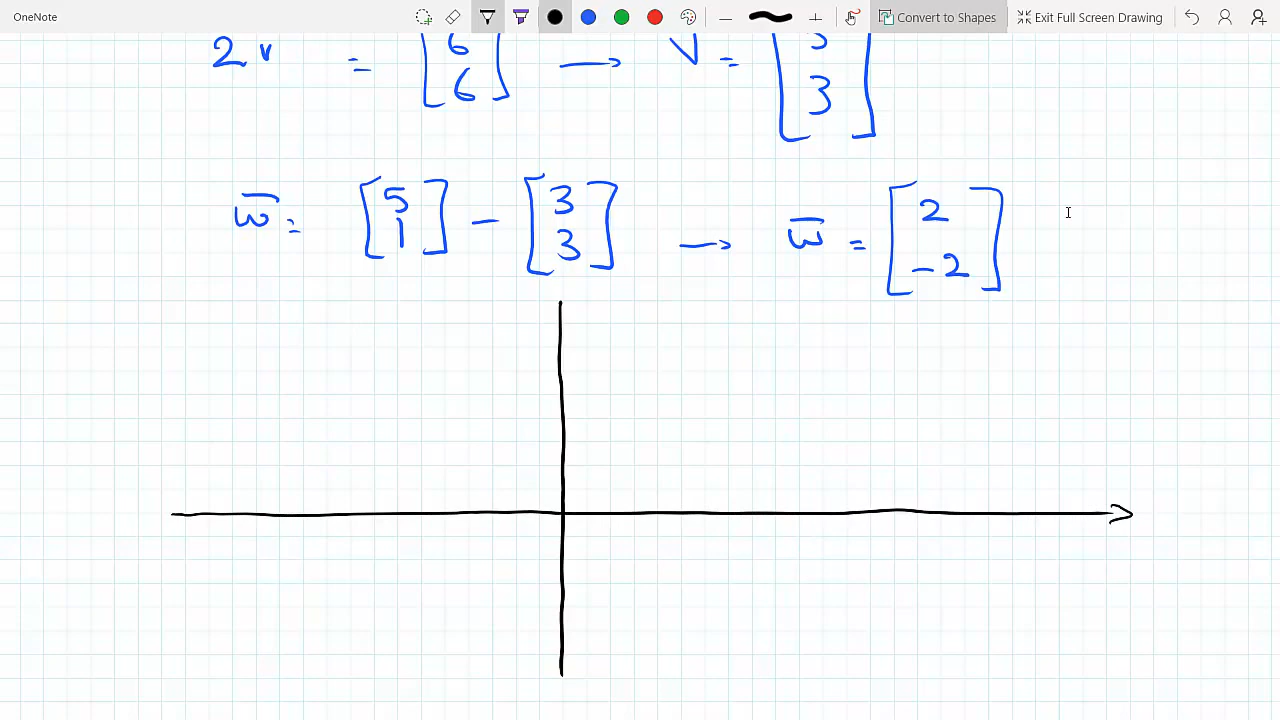 OneNote
Convert to Shapes
Exit Full Screen Drawing
2v = [6 6] → V = [3 3]
w̅ = [5 1] - [3 3] → w̅ = [2 -2]